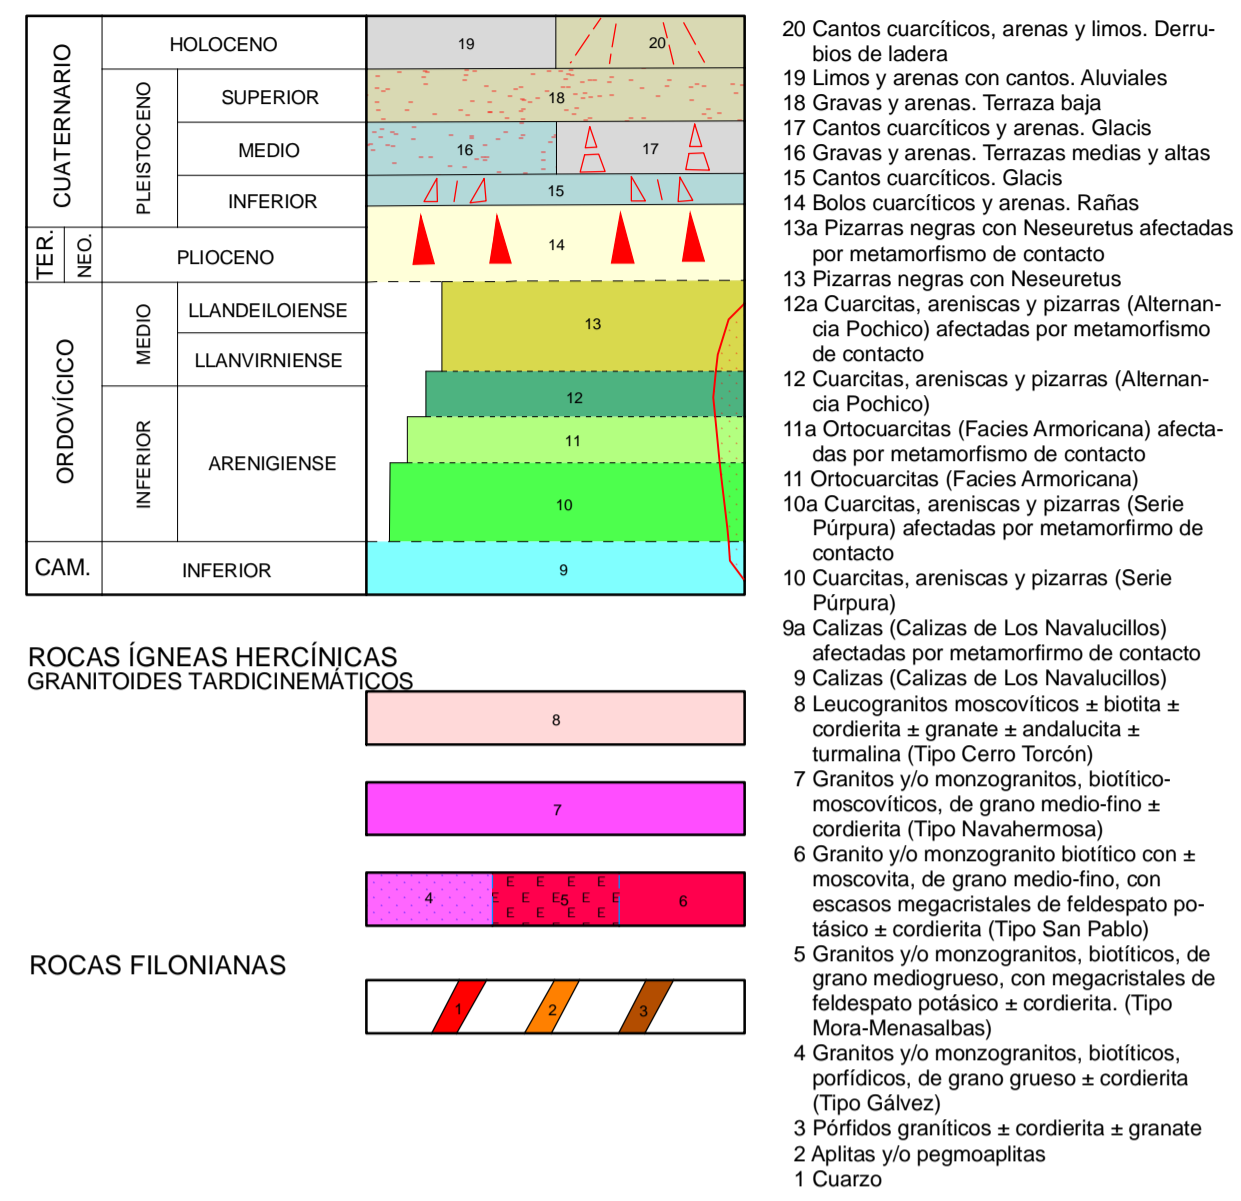 CUATERNARIO
HOLOCENO
19
20
PLEISTOCENO
SUPERIOR
18
MEDIO
16
17
INFERIOR
15
TER.
NEO.
PLIOCENO
14
ORDOVÍCICO
MEDIO
LLANDEILOIENSE
13
LLANVIRNIENSE
INFERIOR
ARENIGIENSE
12
11
10
CAM.
INFERIOR
9
ROCAS ÍGNEAS HERCÍNICAS
GRANITOIDES TARDICINEMÁTICOS
8
7
4
E E E E
E E E E
E E E E
5
6
ROCAS FILONIANAS
1
2
3
20 Cantos cuarcíticos, arenas y limos. Derru-
bios de ladera
19 Limos y arenas con cantos. Aluviales
18 Gravas y arenas. Terraza baja
17 Cantos cuarcíticos y arenas. Glacis
16 Gravas y arenas. Terrazas medias y altas
15 Cantos cuarcíticos. Glacis
14 Bolos cuarcíticos y arenas. Rañas
13a Pizarras negras con Neseuretus afectadas
por metamorfismo de contacto
13 Pizarras negras con Neseuretus
12a Cuarcitas, areniscas y pizarras (Alternan-
cia Pochico) afectadas por metamorfismo
de contacto
12 Cuarcitas, areniscas y pizarras (Alternan-
cia Pochico)
11a Ortocuarcitas (Facies Armoricana) afecta-
das por metamorfismo de contacto
11 Ortocuarcitas (Facies Armoricana)
10a Cuarcitas, areniscas y pizarras (Serie
Púrpura) afectadas por metamorfirmo de
contacto
10 Cuarcitas, areniscas y pizarras (Serie
Púrpura)
9a Calizas (Calizas de Los Navalucillos)
afectadas por metamorfirmo de contacto
9 Calizas (Calizas de Los Navalucillos)
8 Leucogranitos moscovíticos ± biotita ±
cordierita ± granate ± andalucita ±
turmalina (Tipo Cerro Torcón)
7 Granitos y/o monzogranitos, biotítico-
moscovíticos, de grano medio-fino ±
cordierita (Tipo Navahermosa)
6 Granito y/o monzogranito biotítico con ±
moscovita, de grano medio-fino, con
escasos megacristales de feldespato po-
tásico ± cordierita (Tipo San Pablo)
5 Granitos y/o monzogranitos, biotíticos, de
grano mediogrueso, con megacristales de
feldespato potásico ± cordierita. (Tipo
Mora-Menasalbas)
4 Granitos y/o monzogranitos, biotíticos,
porfídicos, de grano grueso ± cordierita
(Tipo Gálvez)
3 Pórfidos graníticos ± cordierita ± granate
2 Aplitas y/o pegmoaplitas
1 Cuarzo